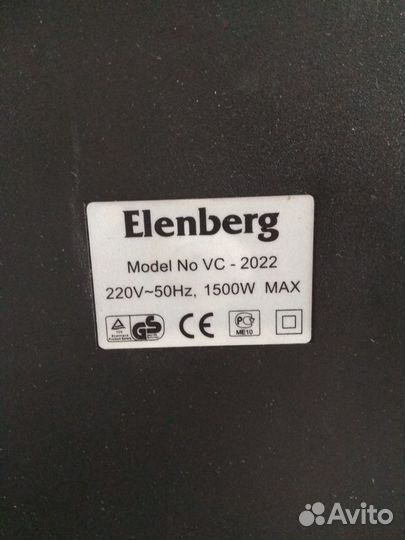 Elenberg
Model No VC - 2022
220V~50Hz, 1500W MAX
GS CE ME10
Avito